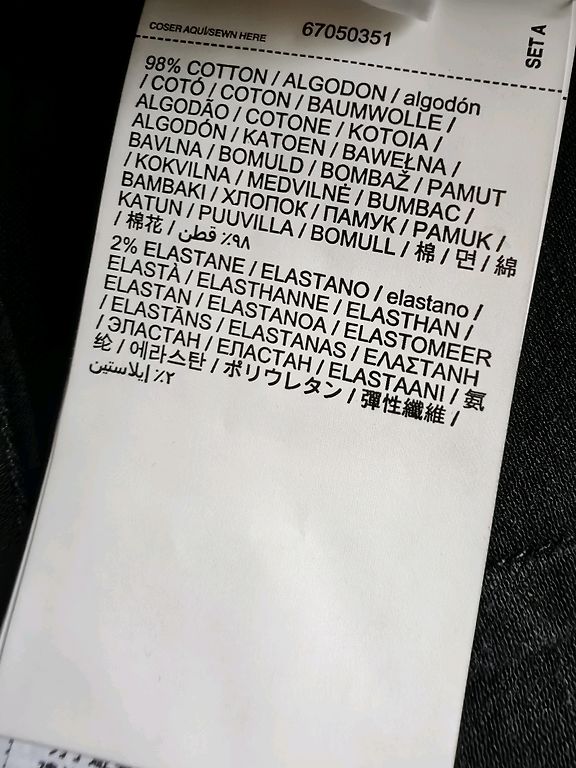 COSER AQUÍ/SEWN HERE
67050351
SET A
98% COTTON / ALGODON / algodón
/ COTÓ / COTON / BAUMWOLLE /
ALGODÃO / COTONE / KOTOIA /
ALGODÓN / KATOEN / BAWEŁNA /
BAVLNA / BOMULD / BOMBAŽ / PAMUT
/ KOKVILNA / MEDVILNĖ / BUMBAC /
BAMBAKI / ХЛОПОК / ПАМУК / PAMUK /
KATUN / PUUVILLA / BOMULL / 棉 / 면 / 綿
/ 棉花 / قطن ٪٩٨
2% ELASTANE / ELASTANO / elastano /
ELASTÀ / ELASTHANNE / ELASTHAN /
ELASTAN / ELASTANOA / ELASTOMEER
/ ELASTĀNS / ELASTANAS / ΕΛΑΣΤΑΝΗ
/ ЭЛАСТАН / ЕЛАСТАН / ELASTAANI / 氨
纶 / 에라스탄 / ポリウレタン / 彈性纖維 /
٪٢ إيلاستين